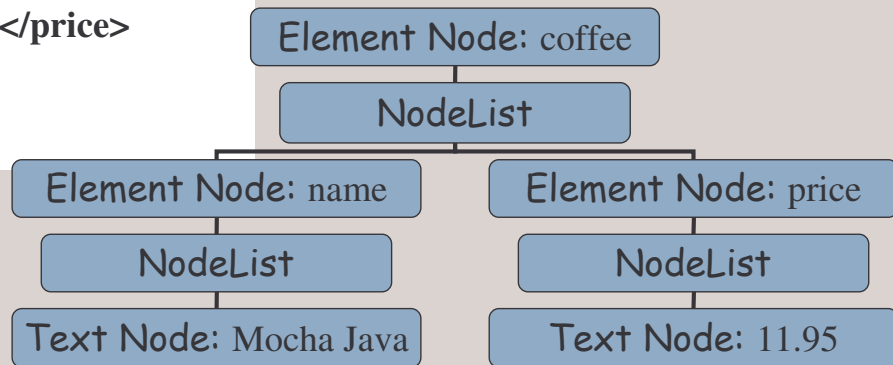 </price>
Element Node: coffee
NodeList
Element Node: name
Element Node: price
NodeList
NodeList
Text Node: Mocha Java
Text Node: 11.95